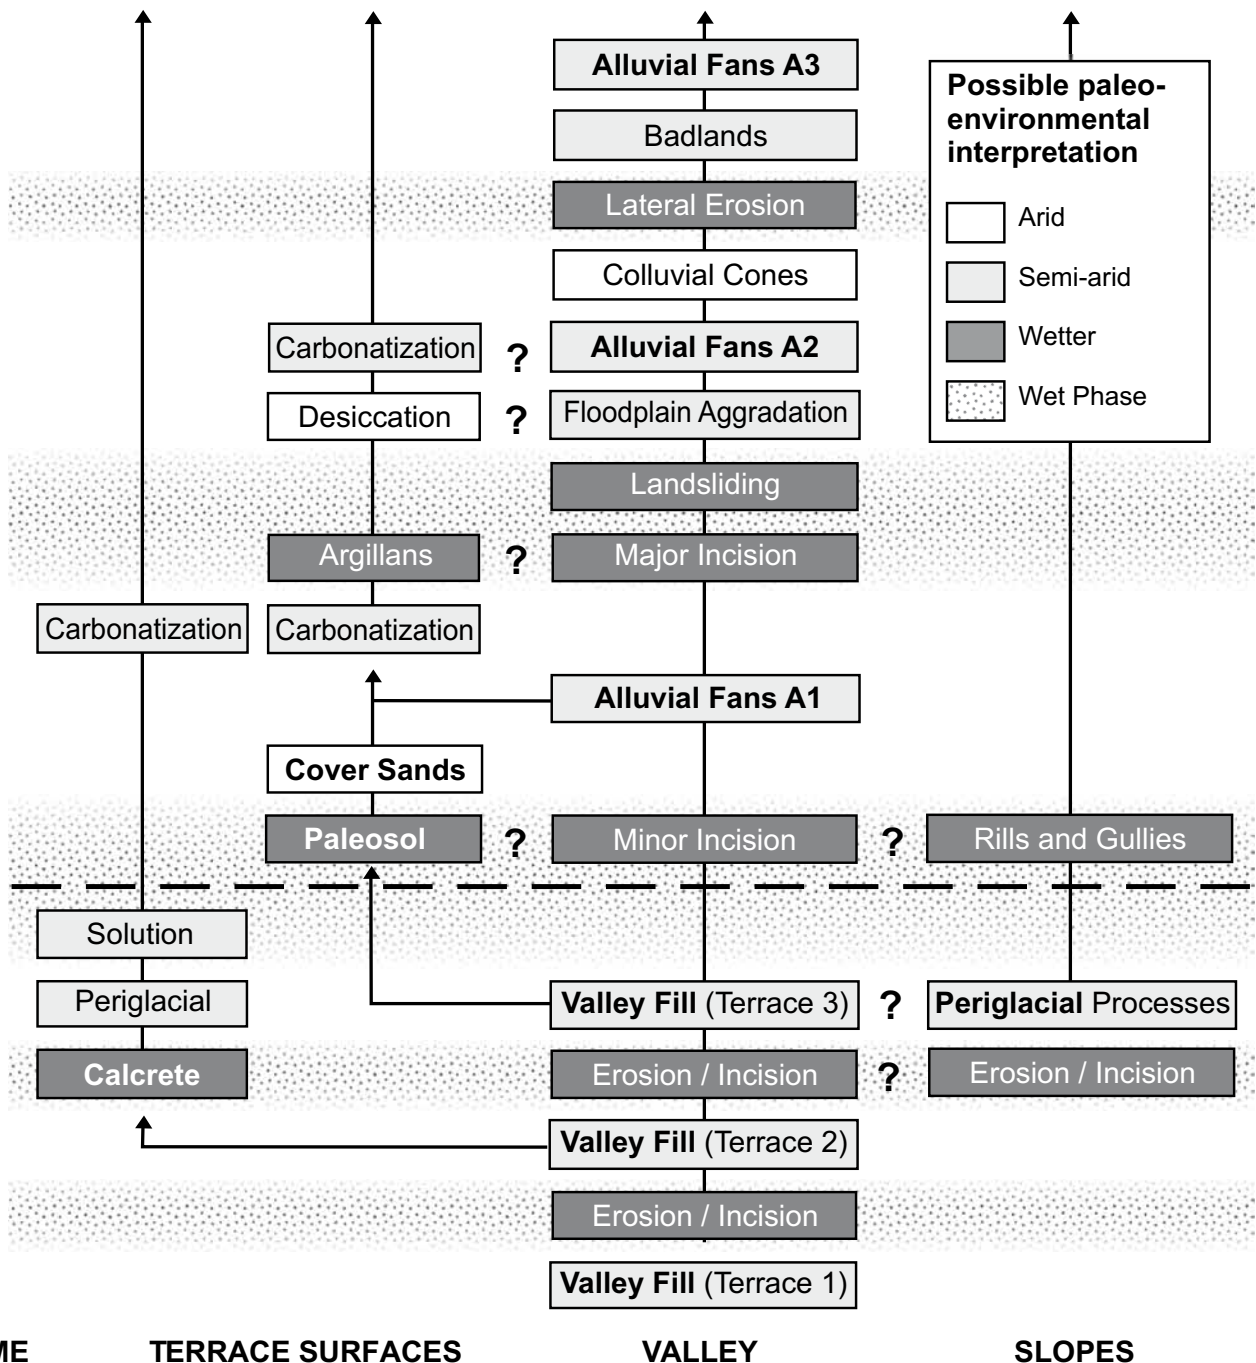 Alluvial Fans A3
Badlands
Lateral Erosion
Colluvial Cones
Carbonatization ? Alluvial Fans A2
Desiccation ? Floodplain Aggradation
Landsliding
Argillans ? Major Incision
Carbonatization Carbonatization
Alluvial Fans A1
Cover Sands
Paleosol ? Minor Incision ? Rills and Gullies
Solution
Periglacial Valley Fill (Terrace 3) ? Periglacial Processes
Calcrete Erosion / Incision ? Erosion / Incision
Valley Fill (Terrace 2)
Erosion / Incision
Valley Fill (Terrace 1)
ME TERRACE SURFACES VALLEY SLOPES
Possible paleo-
environmental
interpretation
Arid
Semi-arid
Wetter
Wet Phase